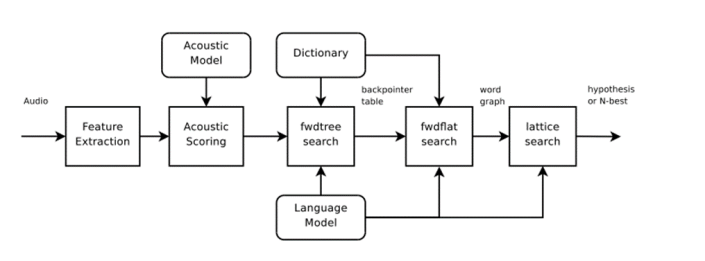 Acoustic
Model
Dictionary
Audio
backpointer
table
word
graph
hypothesis
or N-best
Feature
Extraction
Acoustic
Scoring
fwdtree
search
fwdflat
search
lattice
search
Language
Model